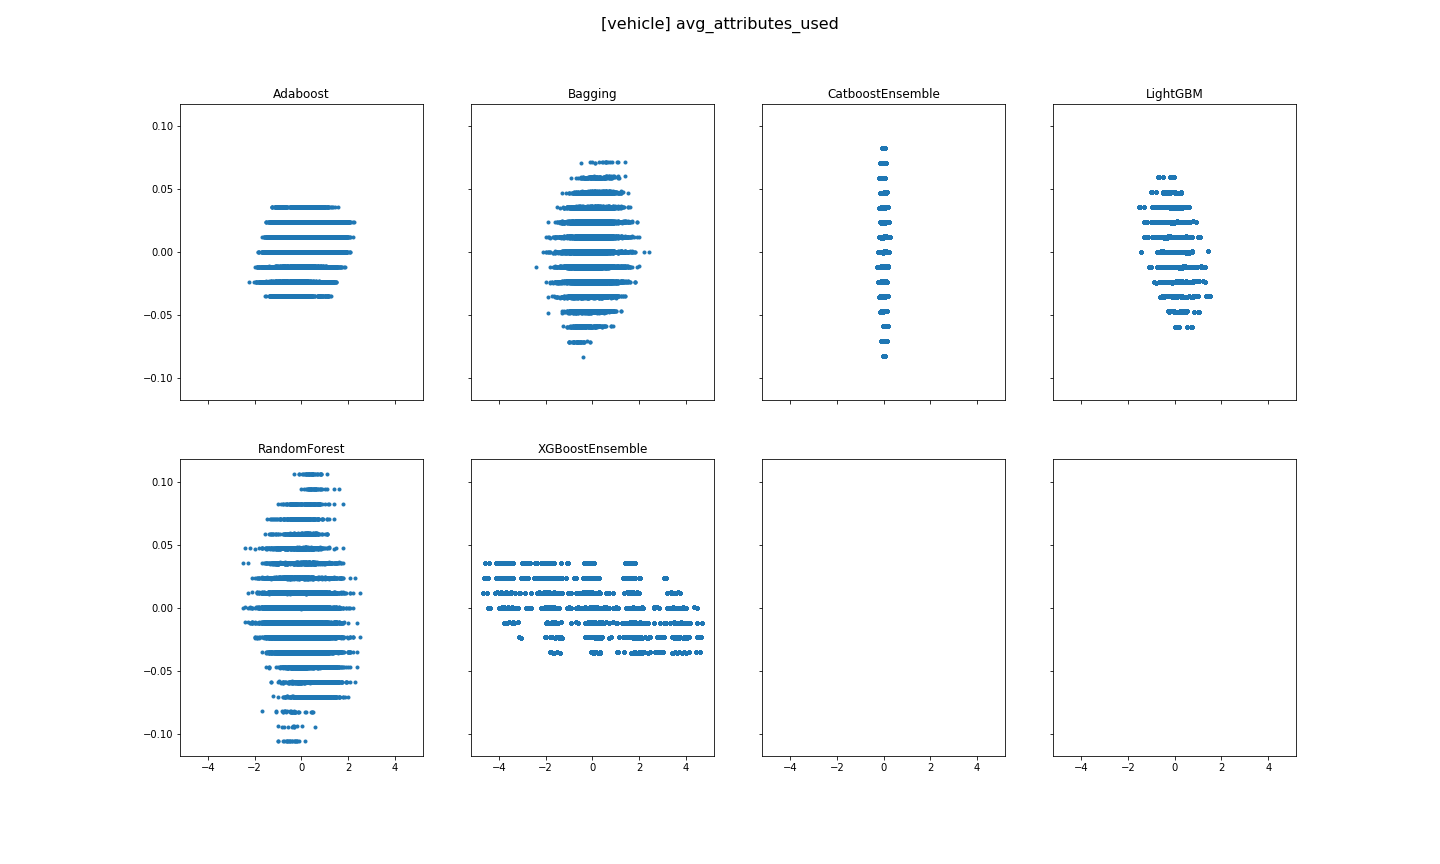 [vehicle] avg_attributes_used
Adaboost
Bagging
CatboostEnsemble
LightGBM
0.10
0.05
0.00
−0.05
−0.10
RandomForest
XGBoostEnsemble
0.10
0.05
0.00
−0.05
−0.10
−4 −2 0 2 4
−4 −2 0 2 4
−4 −2 0 2 4
−4 −2 0 2 4